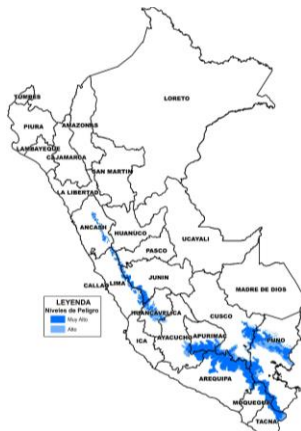 TUMBES
LORETO
PIURA
AMAZONAS
LAMBAYEQUE
CAJAMARCA
SAN MARTIN
LA LIBERTAD
ANCASH
HUANUCO
UCAYALI
PASCO
JUNIN
CALLAO
LIMA
MADRE DE DIOS
HUANCAVELICA
CUSCO
ICA
AYACUCHO
APURIMAC
PUNO
AREQUIPA
MOQUEGUA
TACNA
LEYENDA
Niveles de Peligro
Muy Alto
Alto